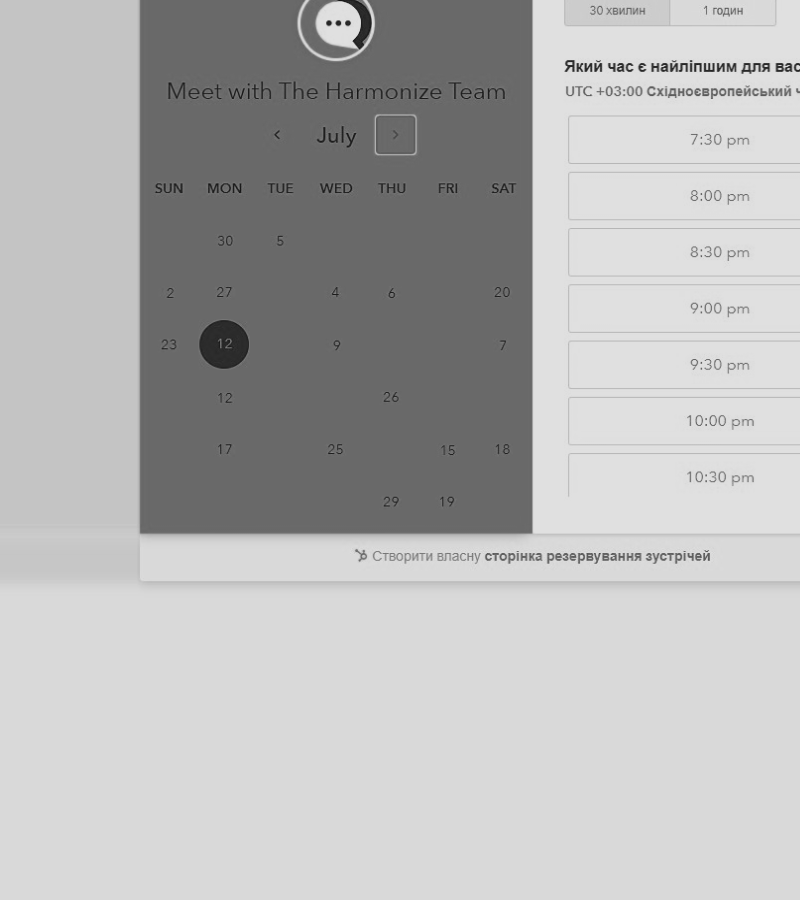 30 хвилин 1 годин
Meet with The Harmonize Team
July
SUN MON TUE WED THU FRI SAT
30 5
2 27 4 6 20
23 12 9 7
12 26
17 25 15 18
29 19
Який час є найліпшим для вас
UTC +03:00 Східноєвропейський ч
7:30 pm
8:00 pm
8:30 pm
9:00 pm
9:30 pm
10:00 pm
10:30 pm
Створити власну сторінка резервування зустрічей